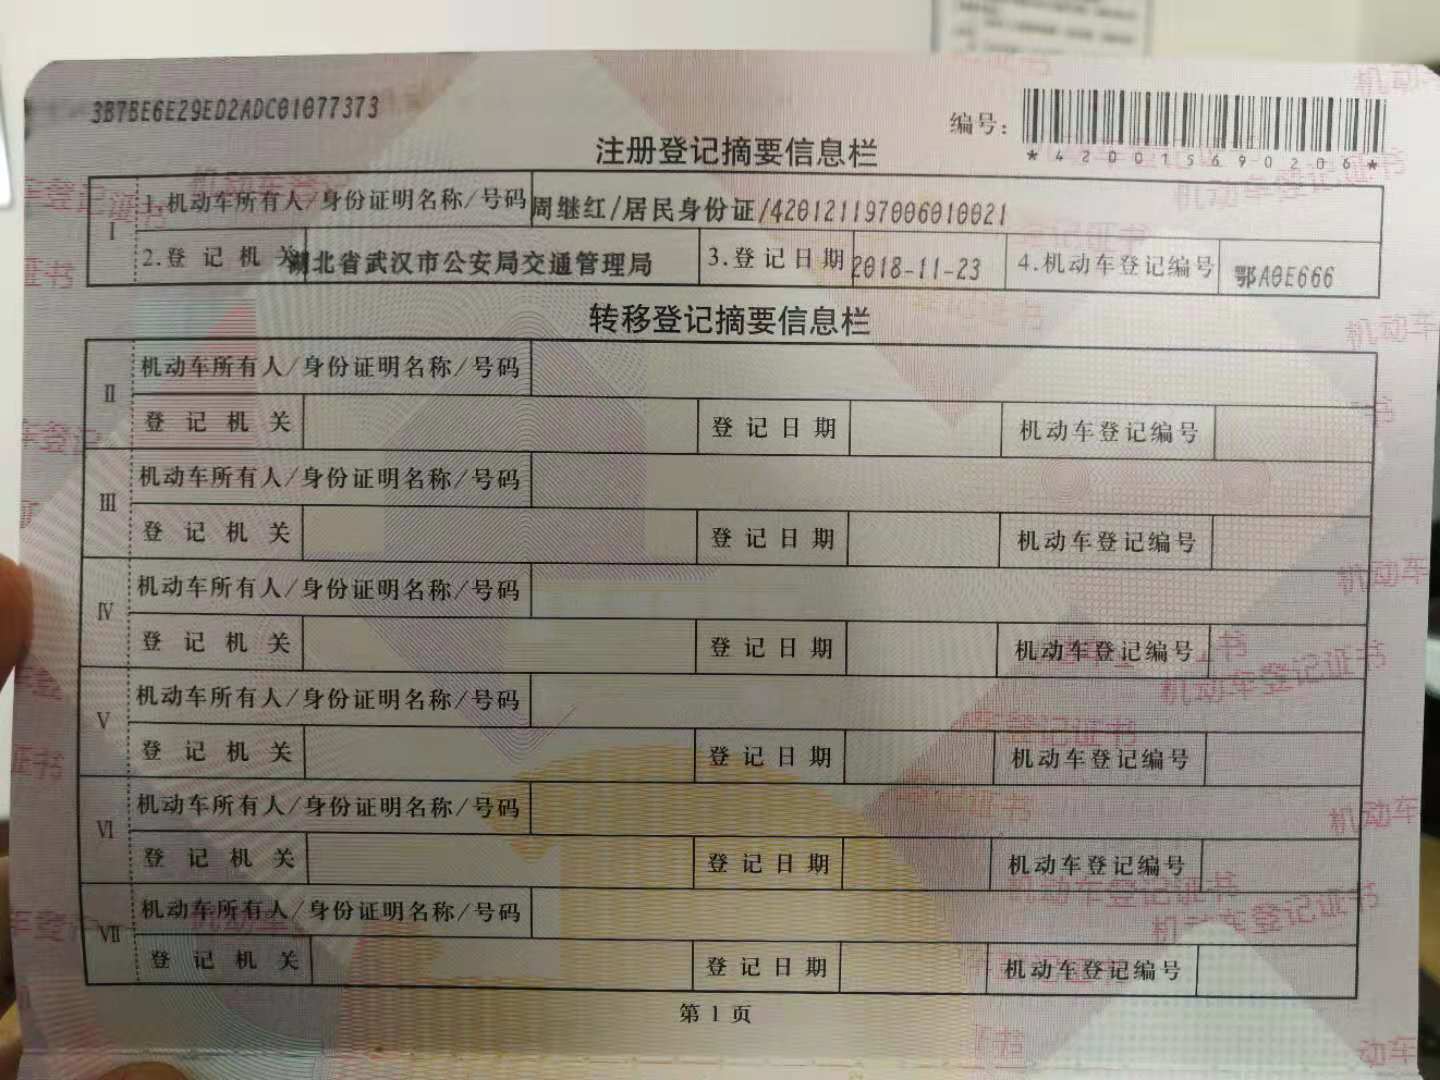 3B7BE6E29ED2ADC01077373
编号:
*420015690206*
注册登记摘要信息栏
I
1.机动车所有人/身份证明名称/号码 周继红/居民身份证/420121197006010021
2.登记机关 湖北省武汉市公安局交通管理局 3.登记日期 2018-11-23 4.机动车登记编号 鄂A0E666
转移登记摘要信息栏
II
机动车所有人/身份证明名称/号码
登记机关 登记日期 机动车登记编号
III
机动车所有人/身份证明名称/号码
登记机关 登记日期 机动车登记编号
IV
机动车所有人/身份证明名称/号码
登记机关 登记日期 机动车登记编号
V
机动车所有人/身份证明名称/号码
登记机关 登记日期 机动车登记编号
VI
机动车所有人/身份证明名称/号码
登记机关 登记日期 机动车登记编号
VII
机动车所有人/身份证明名称/号码
登记机关 登记日期 机动车登记编号
第1页